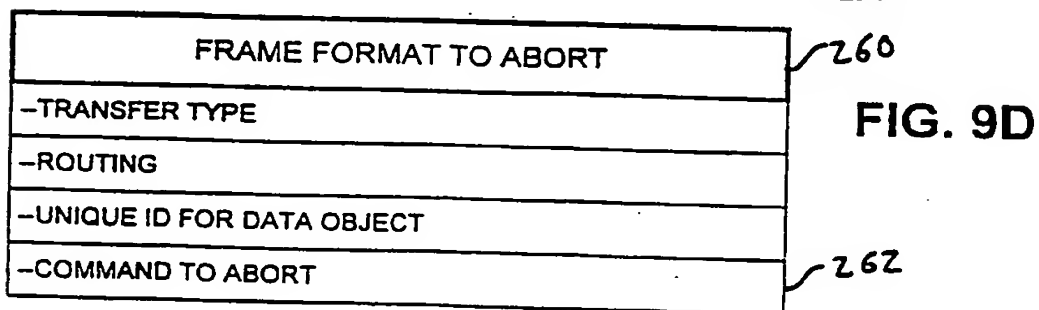 FRAME FORMAT TO ABORT
260
–TRANSFER TYPE
FIG. 9D
–ROUTING
–UNIQUE ID FOR DATA OBJECT
–COMMAND TO ABORT
262